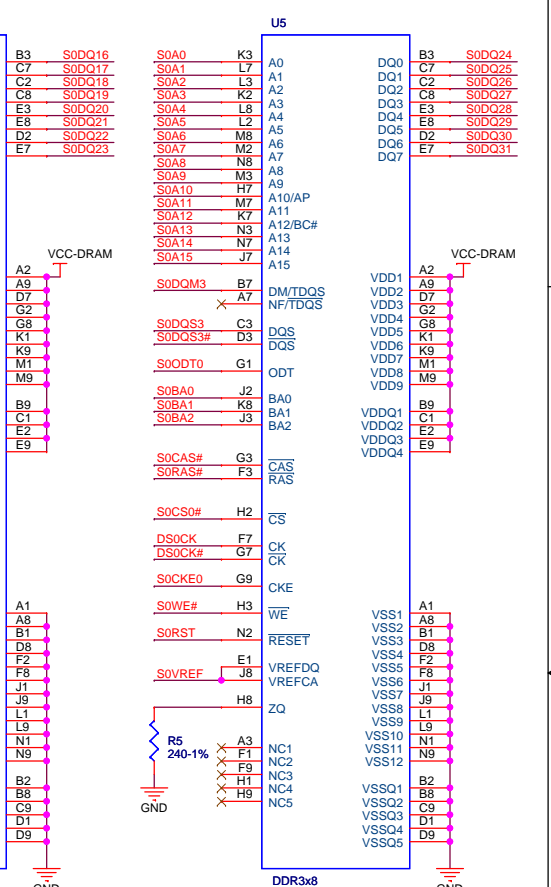 U5
B3 S0DQ16 S0A0 K3 A0 DQ0 B3 S0DQ24
C7 S0DQ17 S0A1 L7 A1 DQ1 C7 S0DQ25
C2 S0DQ18 S0A2 L3 A2 DQ2 C2 S0DQ26
C8 S0DQ19 S0A3 K2 A3 DQ3 C8 S0DQ27
E3 S0DQ20 S0A4 L8 A4 DQ4 E3 S0DQ28
E8 S0DQ21 S0A5 L2 A5 DQ5 E8 S0DQ29
D2 S0DQ22 S0A6 M8 A6 DQ6 D2 S0DQ30
E7 S0DQ23 S0A7 M2 A7 DQ7 E7 S0DQ31
S0A8 N8 A8
S0A9 M3 A9
S0A10 H7 A10/AP
S0A11 M7 A11
S0A12 K7 A12/BC#
S0A13 N3 A13
S0A14 N7 A14
S0A15 J7 A15
VCC-DRAM VCC-DRAM
A2 VDD1 A2
A9 S0DQM3 B7 DM/TDQS VDD2 A9
D7 A7 NF/TDQS VDD3 D7
G2 VDD4 G2
G8 S0DQS3 C3 DQS VDD5 G8
K1 S0DQS3# D3 DQS VDD6 K1
K9 VDD7 K9
M1 S0ODT0 G1 ODT VDD8 M1
M9 VDD9 M9
S0BA0 J2 BA0
B9 S0BA1 K8 BA1 VDDQ1 B9
C1 S0BA2 J3 BA2 VDDQ2 C1
E2 VDDQ3 E2
E9 VDDQ4 E9
S0CAS# G3 CAS
S0RAS# F3 RAS
S0CS0# H2 CS
DS0CK F7 CK
DS0CK# G7 CK
S0CKE0 G9 CKE
A1 S0WE# H3 WE VSS1 A1
A8 VSS2 A8
B1 S0RST N2 RESET VSS3 B1
D8 VSS4 D8
F2 E1 VREFDQ VSS5 F2
F8 S0VREF J8 VREFCA VSS6 F8
J1 VSS7 J1
J9 H8 ZQ VSS8 J9
L1 VSS9 L1
L9 VSS10 L9
N1 R5 A3 NC1 VSS11 N1
N9 240-1% F1 NC2 VSS12 N9
F9 NC3
B2 H1 NC4 VSSQ1 B2
B8 H9 NC5 VSSQ2 B8
C9 GND VSSQ3 C9
D1 VSSQ4 D1
D9 VSSQ5 D9
DDR3x8
GND GND